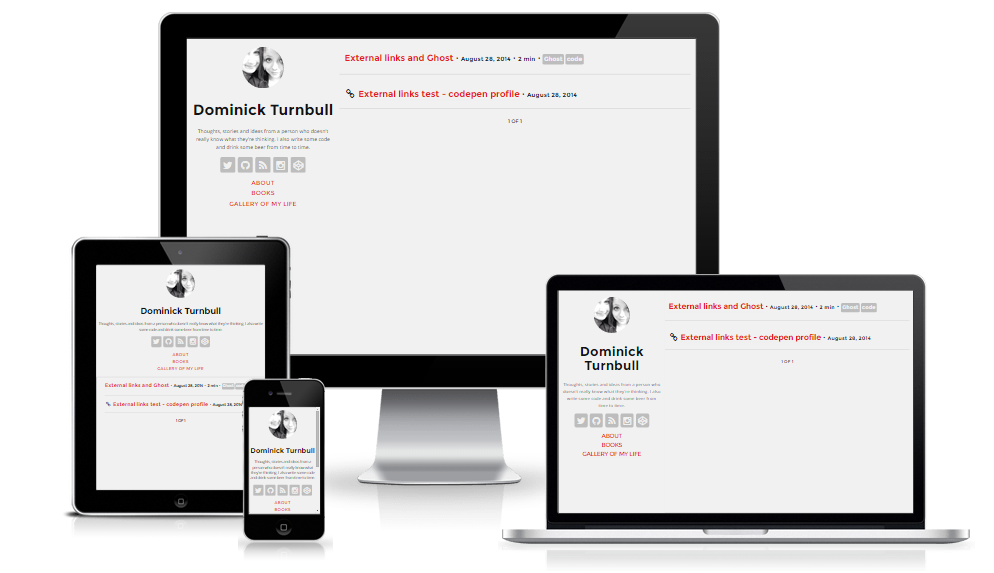 External links and Ghost • August 28, 2014 • 2 min • Ghost code
External links test - codepen profile • August 28, 2014
1 OF 1
Dominick Turnbull
Thoughts, stories and ideas from a person who doesn't
really know what they're thinking. I also write some code
and drink some beer from time to time.
ABOUT
BOOKS
GALLERY OF MY LIFE
Dominick Turnbull
Thoughts, stories and ideas from a person who doesn't really know what they're thinking. I also write
some code and drink some beer from time to time.
ABOUT
BOOKS
GALLERY OF MY LIFE
External links and Ghost • August 28, 2014 • 2 min • Ghost
External links test - codepen profile • August 28, 2014
1 OF 1
Dominick Turnbull
Thoughts, stories and ideas from a
person who doesn't really know what
they're thinking. I also write some code
and drink some beer from time to time.
ABOUT
BOOKS
External links and Ghost • August 28, 2014 • 2 min • Ghost code
External links test - codepen profile • August 28, 2014
1 OF 1
Dominick
Turnbull
Thoughts, stories and ideas from a person who
doesn't really know what they're thinking. I also
write some code and drink some beer from
time to time.
ABOUT
BOOKS
GALLERY OF MY LIFE